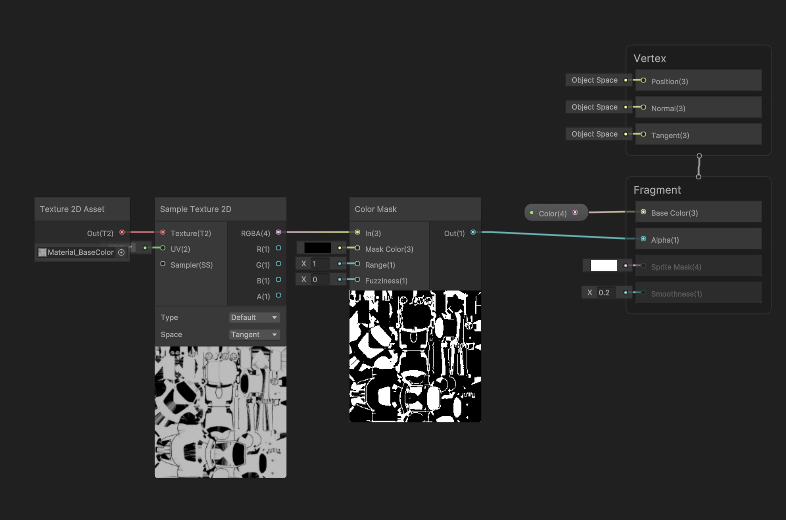 Vertex
Object Space
Position(3)
Object Space
Normal(3)
Object Space
Tangent(3)
Fragment
Color(4)
Base Color(3)
Alpha(1)
Sprite Mask(4)
X 0.2
Smoothness(1)
Texture 2D Asset
Out(T2)
Material_BaseColor
Sample Texture 2D
Texture(T2)
RGBA(4)
UV(2)
R(1)
Sampler(SS)
G(1)
B(1)
A(1)
Type
Default
Space
Tangent
Color Mask
In(3)
Out(1)
Mask Color(3)
X 1
Range(1)
X 0
Fuzziness(1)